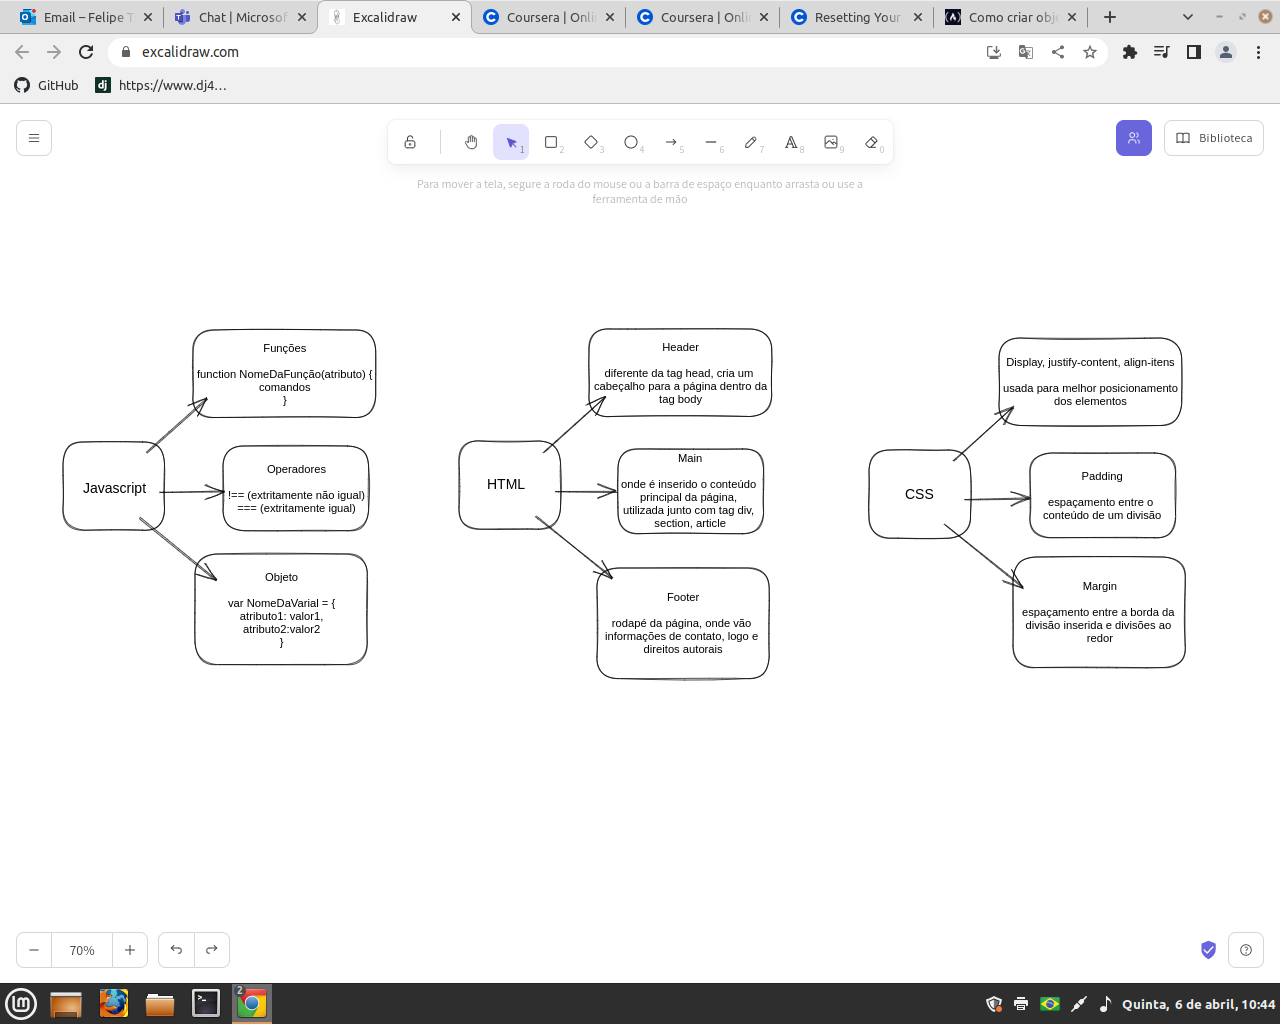 Email – Felipe T
Chat | Microsof
Excalidraw
Coursera | Onli
Coursera | Onli
Resetting Your
Como criar obje
excalidraw.com
GitHub
dj
https://www.dj4...
1
2
3
4
5
6
7
A
8
9
0
Biblioteca
Para mover a tela, segure a roda do mouse ou a barra de espaço enquanto arrasta ou use a
ferramenta de mão
Javascript
Funções
function NomeDaFunção(atributo) {
comandos
}
Operadores
!== (extritamente não igual)
=== (extritamente igual)
Objeto
var NomeDaVarial = {
atributo1: valor1,
atributo2:valor2
}
HTML
Header
diferente da tag head, cria um
cabeçalho para a página dentro da
tag body
Main
onde é inserido o conteúdo
principal da página,
utilizada junto com tag div,
section, article
Footer
rodapé da página, onde vão
informações de contato, logo e
direitos autorais
CSS
Display, justify-content, align-itens
usada para melhor posicionamento
dos elementos
Padding
espaçamento entre o
conteúdo de um divisão
Margin
espaçamento entre a borda da
divisão inserida e divisões ao
redor
70%
2
Quinta, 6 de abril, 10:44